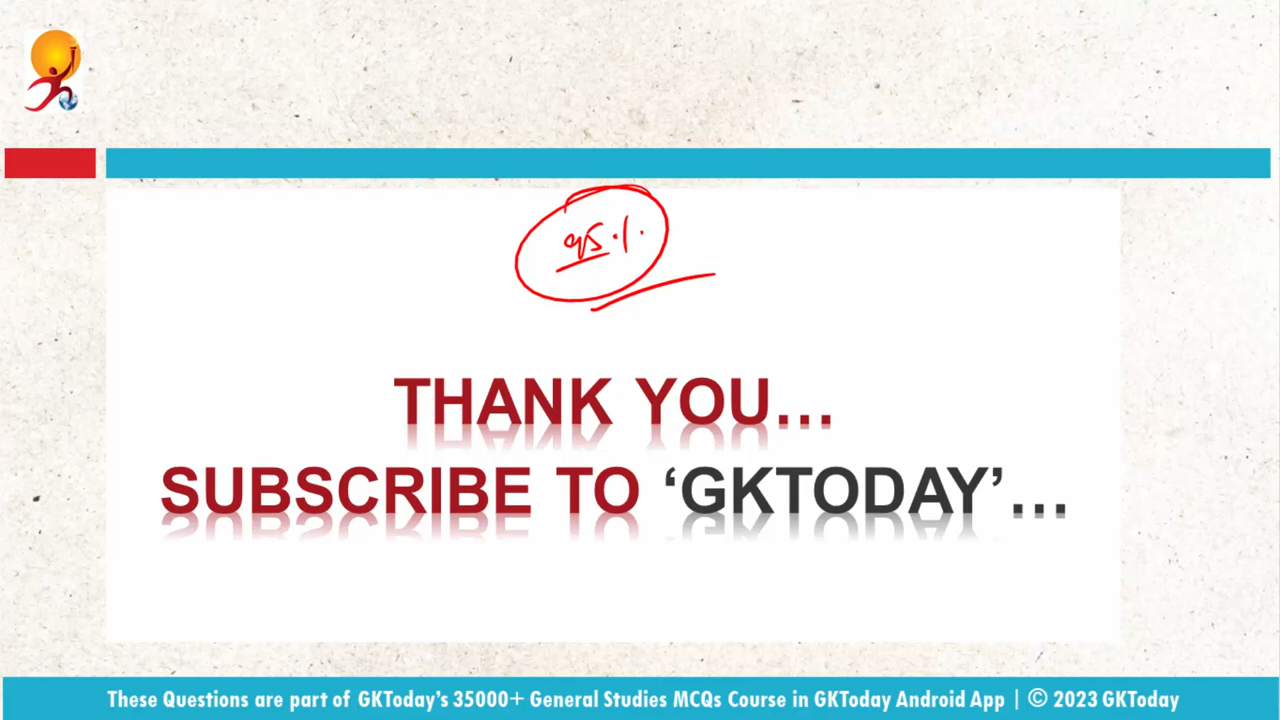 95%
THANK YOU...
SUBSCRIBE TO ‘GKTODAY’...
These Questions are part of GKToday’s 35000+ General Studies MCQs Course in GKToday Android App | © 2023 GKToday